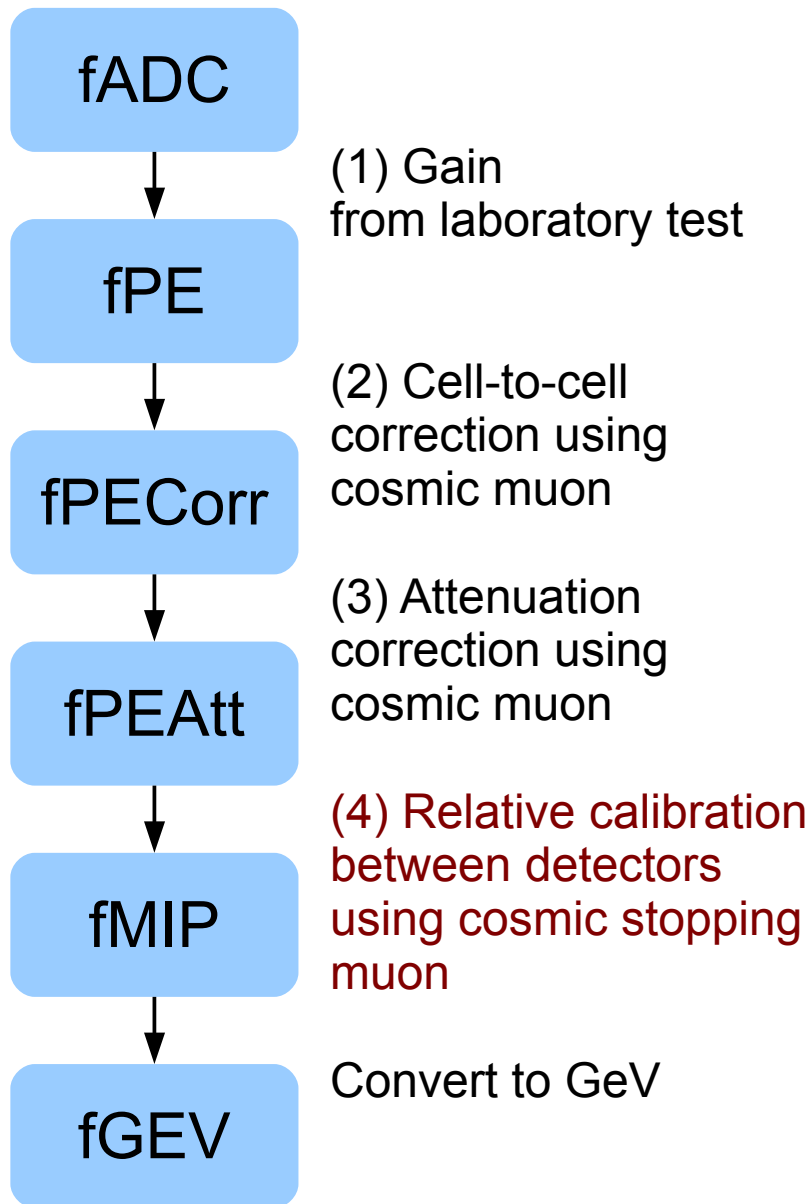 fADC
(1) Gain
from laboratory test
fPE
(2) Cell-to-cell
correction using
cosmic muon
fPECorr
(3) Attenuation
correction using
cosmic muon
fPEAtt
(4) Relative calibration
between detectors
using cosmic stopping
muon
fMIP
Convert to GeV
fGEV